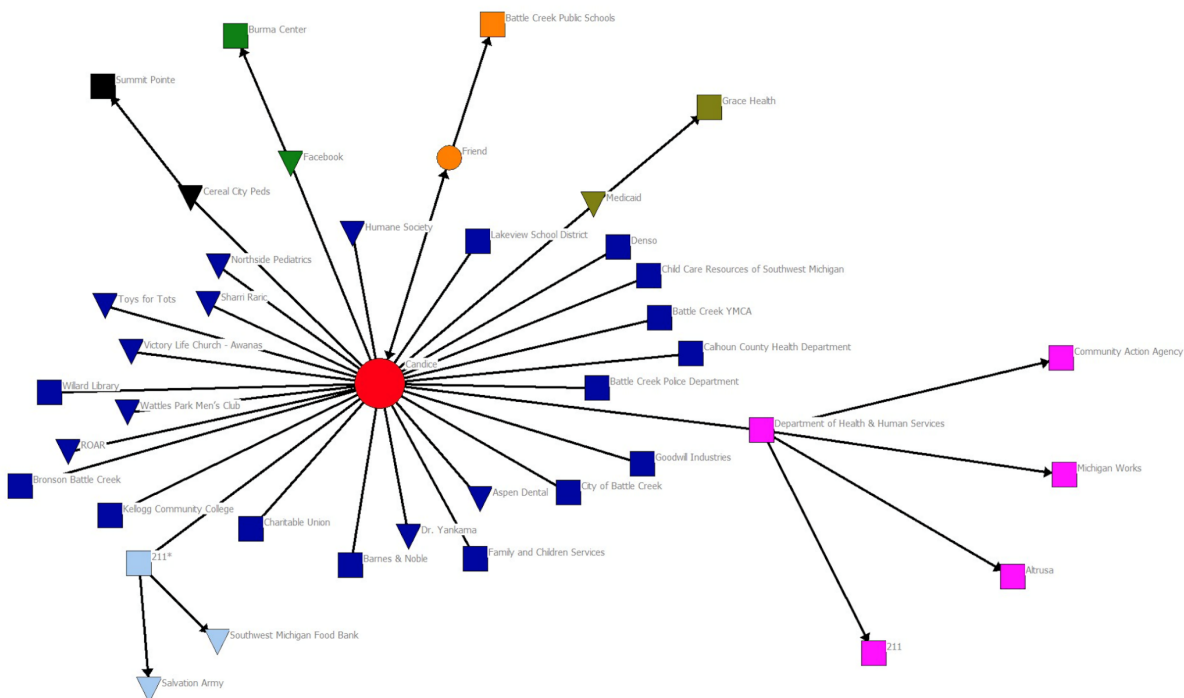 Battle Creek Public Schools
Burma Center
Summit Pointe
Grace Health
Friend
Facebook
Cereal City Peds
Medicaid
Humane Society
Lakeview School District
Denso
Northside Pediatrics
Child Care Resources of Southwest Michigan
Toys for Tots
Sharri Raric
Battle Creek YMCA
Victory Life Church - Awanas
Calhoun County Health Department
Community Action Agency
Candice
Willard Library
Battle Creek Police Department
Wattles Park Men's Club
Department of Health & Human Services
ROAR
Goodwill Industries
Michigan Works
Bronson Battle Creek
City of Battle Creek
Aspen Dental
Kellogg Community College
Charitable Union
Dr. Yankama
211*
Barnes & Noble
Family and Children Services
Altrusa
Southwest Michigan Food Bank
211
Salvation Army